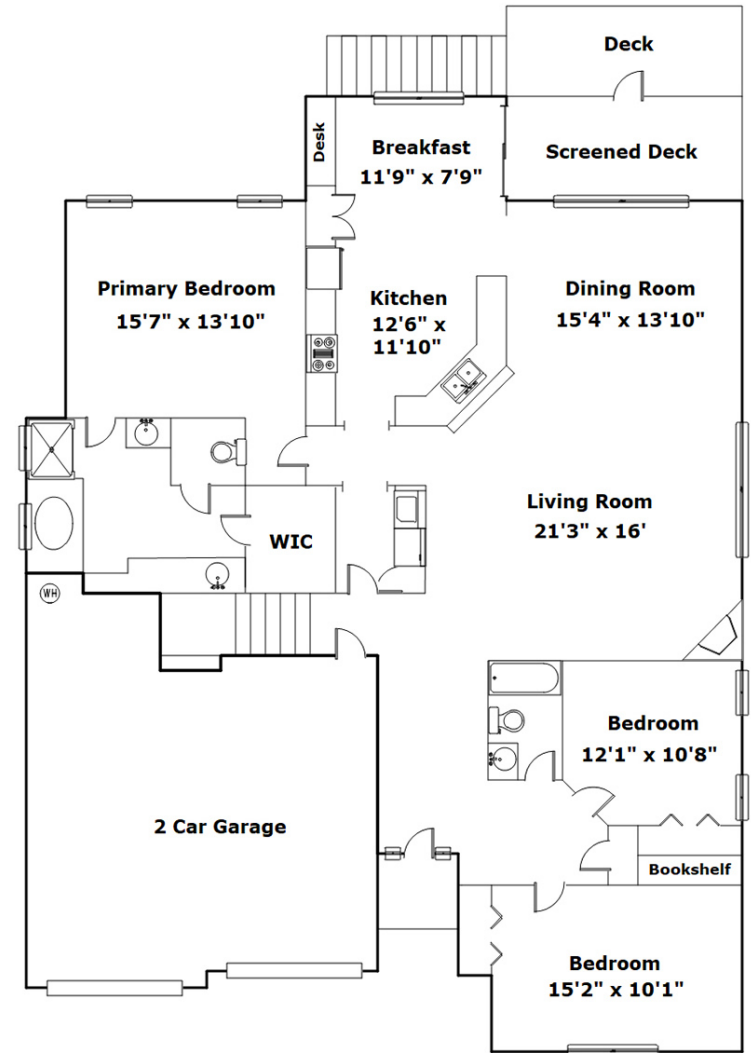 Deck
Desk
Breakfast
11'9" x 7'9"
Screened Deck
Primary Bedroom
15'7" x 13'10"
Kitchen
12'6" x
11'10"
Dining Room
15'4" x 13'10"
Living Room
21'3" x 16'
WIC
WH
Bedroom
12'1" x 10'8"
2 Car Garage
Bookshelf
Bedroom
15'2" x 10'1"